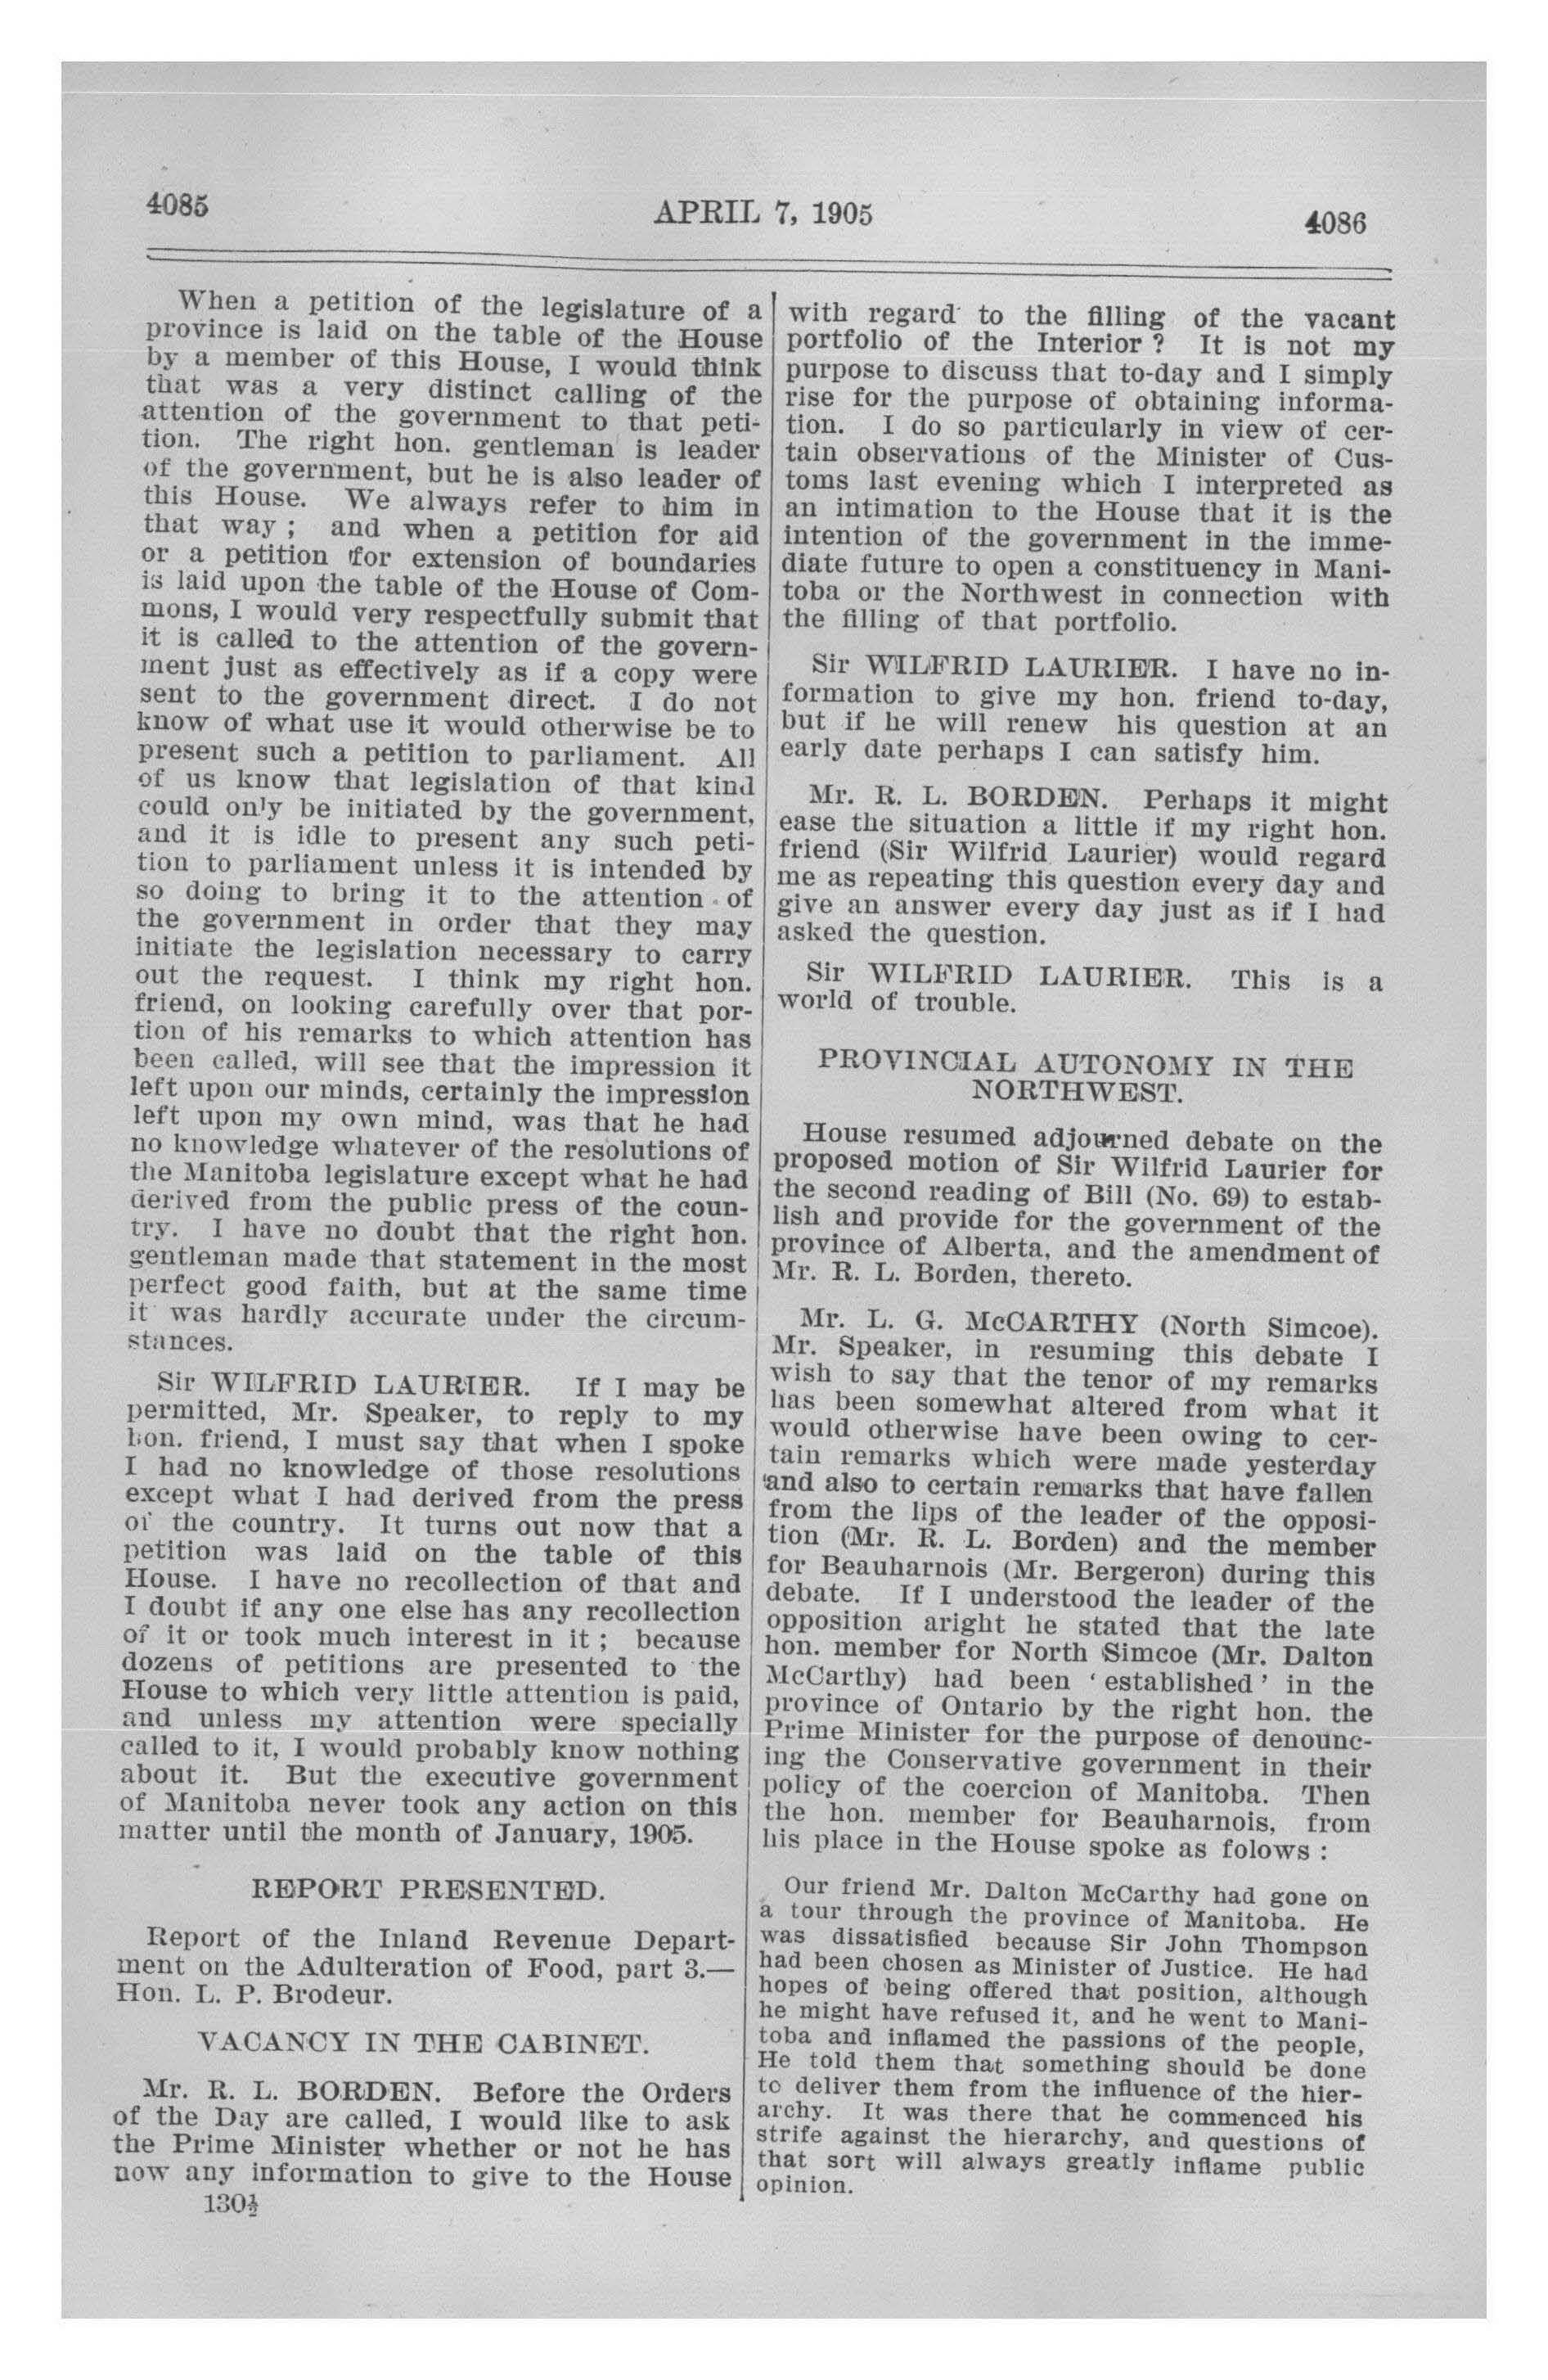 4085
APRIL 7, 1905
4086
When a petition of the legislature of a
province is laid on the table of the House
by a member of this House, I would think
that was a very distinct calling of the
attention of the government to that peti-
tion. The right hon. gentleman is leader
of the government, but he is also leader of
this House. We always refer to him in
that way ; and when a petition for aid
or a petition for extension of boundaries
is laid upon the table of the House of Com-
mons, I would very respectfully submit that
it is called to the attention of the govern-
ment just as effectively as if a copy were
sent to the government direct. I do not
know of what use it would otherwise be to
present such a petition to parliament. All
of us know that legislation of that kind
could only be initiated by the government,
and it is idle to present any such peti-
tion to parliament unless it is intended by
so doing to bring it to the attention of
the government in order that they may
initiate the legislation necessary to carry
out the request. I think my right hon.
friend, on looking carefully over that por-
tion of his remarks to which attention has
been called, will see that the impression it
left upon our minds, certainly the impression
left upon my own mind, was that he had
no knowledge whatever of the resolutions of
the Manitoba legislature except what he had
derived from the public press of the coun-
try. I have no doubt that the right hon.
gentleman made that statement in the most
perfect good faith, but at the same time
it was hardly accurate under the circum-
stances.
Sir WILFRID LAURIER. If I may be
permitted, Mr. Speaker, to reply to my
hon. friend, I must say that when I spoke
I had no knowledge of those resolutions
except what I had derived from the press
of the country. It turns out now that a
petition was laid on the table of this
House. I have no recollection of that and
I doubt if any one else has any recollection
of it or took much interest in it ; because
dozens of petitions are presented to the
House to which very little attention is paid,
and unless my attention were specially
called to it, I would probably know nothing
about it. But the executive government
of Manitoba never took any action on this
matter until the month of January, 1905.
REPORT PRESENTED.
Report of the Inland Revenue Depart-
ment on the Adulteration of Food, part 3.—
Hon. L. P. Brodeur.
VACANCY IN THE CABINET.
Mr. R. L. BORDEN. Before the Orders
of the Day are called, I would like to ask
the Prime Minister whether or not he has
now any information to give to the House
130½
with regard to the filling of the vacant
portfolio of the Interior ? It is not my
purpose to discuss that to-day and I simply
rise for the purpose of obtaining informa-
tion. I do so particularly in view of cer-
tain observations of the Minister of Cus-
toms last evening which I interpreted as
an intimation to the House that it is the
intention of the government in the imme-
diate future to open a constituency in Mani-
toba or the Northwest in connection with
the filling of that portfolio.
Sir WILFRID LAURIER. I have no in-
formation to give my hon. friend to-day,
but if he will renew his question at an
early date perhaps I can satisfy him.
Mr. R. L. BORDEN. Perhaps it might
ease the situation a little if my right hon.
friend (Sir Wilfrid Laurier) would regard
me as repeating this question every day and
give an answer every day just as if I had
asked the question.
Sir WILFRID LAURIER. This is a
world of trouble.
PROVINCIAL AUTONOMY IN THE
NORTHWEST.
House resumed adjourned debate on the
proposed motion of Sir Wilfrid Laurier for
the second reading of Bill (No. 69) to estab-
lish and provide for the government of the
province of Alberta, and the amendment of
Mr. R. L. Borden, thereto.
Mr. L. G. McCARTHY (North Simcoe).
Mr. Speaker, in resuming this debate I
wish to say that the tenor of my remarks
has been somewhat altered from what it
would otherwise have been owing to cer-
tain remarks which were made yesterday
and also to certain remarks that have fallen
from the lips of the leader of the opposi-
tion (Mr. R. L. Borden) and the member
for Beauharnois (Mr. Bergeron) during this
debate. If I understood the leader of the
opposition aright he stated that the late
hon. member for North Simcoe (Mr. Dalton
McCarthy) had been ' established ' in the
province of Ontario by the right hon. the
Prime Minister for the purpose of denounc-
ing the Conservative government in their
policy of the coercion of Manitoba. Then
the hon. member for Beauharnois, from
his place in the House spoke as folows :
Our friend Mr. Dalton McCarthy had gone on
a tour through the province of Manitoba. He
was dissatisfied because Sir John Thompson
had been chosen as Minister of Justice. He had
hopes of being offered that position, although
he might have refused it, and he went to Mani-
toba and inflamed the passions of the people,
He told them that something should be done
to deliver them from the influence of the hier-
archy. It was there that he commenced his
strife against the hierarchy, and questions of
that sort will always greatly inflame public
opinion.